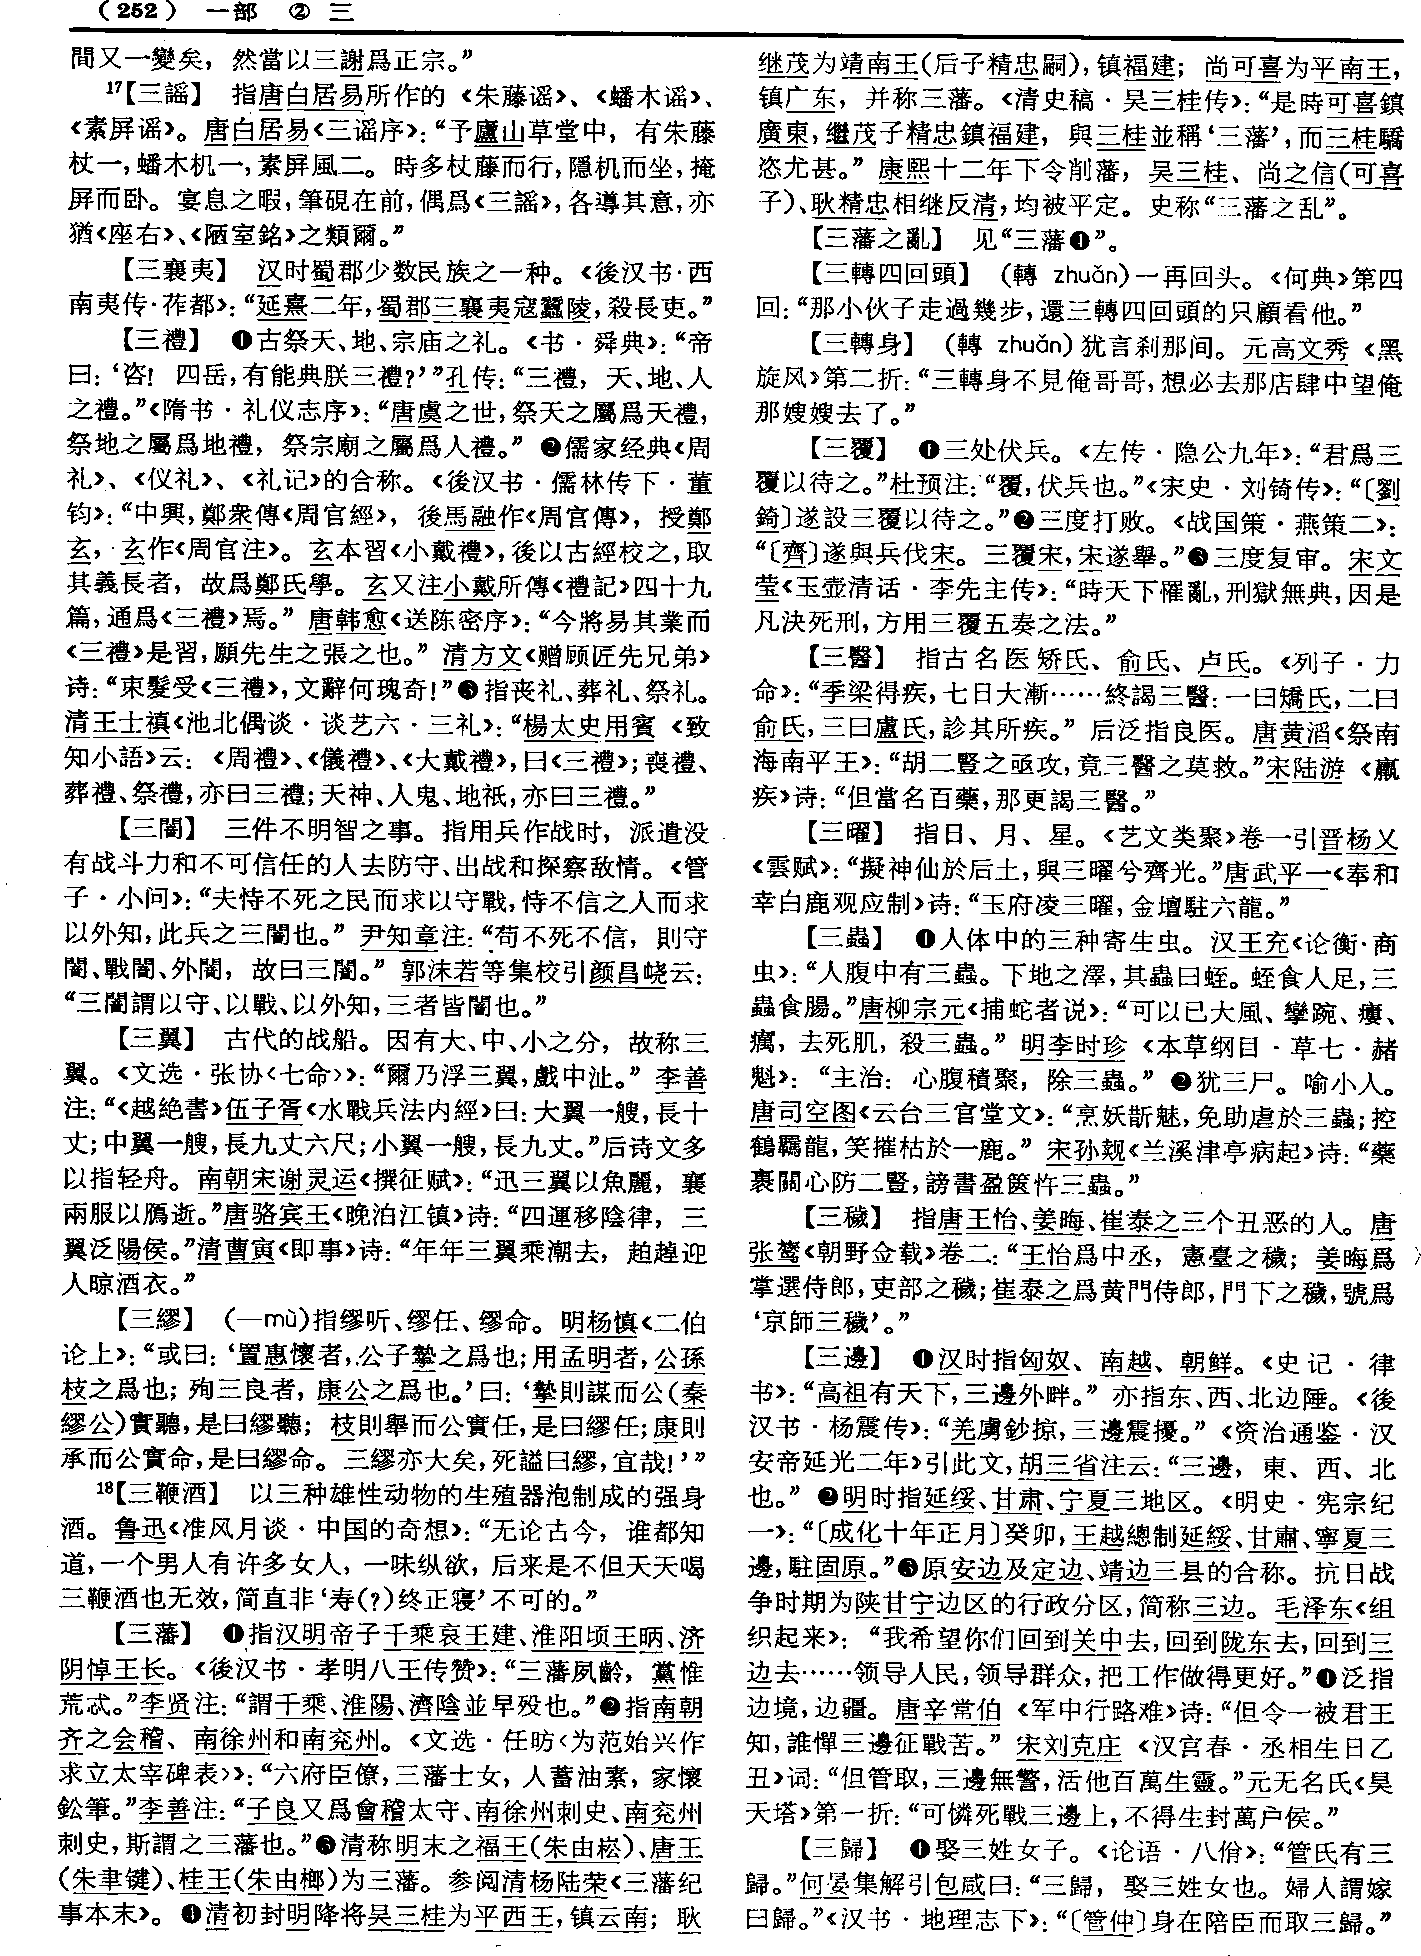 （252） 一部 ② 三
間又一變矣，然當以三謝爲正宗。”
17【三謡】 指唐白居易所作的《朱藤谣》、《蟠木谣》、
《素屏谣》。唐白居易《三谣序》：“予廬山草堂中，有朱藤
杖一，蟠木机一，素屏風二。時多杖藤而行，隱机而坐，掩
屏而卧。宴息之暇，筆硯在前，偶爲《三謡》，各導其意，亦
猶《座右》、《陋室銘》之類爾。”
【三襄夷】 汉时蜀郡少数民族之一种。《後汉书·西
南夷传·莋都》：“延熹二年，蜀郡三襄夷寇蠶陵，殺長吏。”
【三禮】 ❶古祭天、地、宗庙之礼。《书·舜典》：“帝
曰：‘咨！四岳，有能典朕三禮？’”孔传：“三禮，天、地、人
之禮。”《隋书·礼仪志序》：“唐虞之世，祭天之屬爲天禮，
祭地之屬爲地禮，祭宗廟之屬爲人禮。” ❷儒家经典《周
礼》、《仪礼》、《礼记》的合称。《後汉书·儒林传下·董
钧》：“中興，鄭衆傳《周官經》，後馬融作《周官傳》，授鄭
玄，玄作《周官注》。玄本習《小戴禮》，後以古經校之，取
其義長者，故爲鄭氏學。玄又注小戴所傳《禮記》四十九
篇，通爲《三禮》焉。” 唐韩愈《送陈密序》：“今將易其業而
《三禮》是習，願先生之張之也。” 清方文《赠顾匠先兄弟》
诗：“束髮受《三禮》，文辭何瑰奇！”❸指丧礼、葬礼、祭礼。
清王士禛《池北偶谈·谈艺六·三礼》：“楊太史用賓《致
知小語》云：《周禮》、《儀禮》、《大戴禮》，曰《三禮》；喪禮、
葬禮、祭禮，亦曰三禮；天神、人鬼、地祇，亦曰三禮。”
【三闇】 三件不明智之事。指用兵作战时，派遣没
有战斗力和不可信任的人去防守、出战和探察敌情。《管
子·小问》：“夫恃不死之民而求以守戰，恃不信之人而求
以外知，此兵之三闇也。” 尹知章注：“苟不死不信，則守
闇、戰闇、外闇，故曰三闇。” 郭沫若等集校引颜昌峣云：
“三闇謂以守、以戰、以外知，三者皆闇也。”
【三翼】 古代的战船。因有大、中、小之分，故称三
翼。《文选·张协〈七命〉》：“爾乃浮三翼，戲中沚。” 李善
注：“《越絶書》伍子胥《水戰兵法内經》曰：大翼一艘，長十
丈；中翼一艘，長九丈六尺；小翼一艘，長九丈。”后诗文多
以指轻舟。南朝宋谢灵运《撰征赋》：“迅三翼以魚麗，襄
兩服以鴈逝。”唐骆宾王《晚泊江镇》诗：“四運移陰律，三
翼泛陽侯。”清曹寅《即事》诗：“年年三翼乘潮去，趠趠迎
人晾酒衣。”
【三繆】 （—mù）指缪听、缪任、缪命。明杨慎《二伯
论上》：“或曰：‘置惠懷者，公子縶之爲也；用孟明者，公孫
枝之爲也；殉三良者，康公之爲也。’曰：‘縶則謀而公（秦
繆公）實聽，是曰繆聽；枝則舉而公實任，是曰繆任；康則
承而公實命，是曰繆命。三繆亦大矣，死謚曰繆，宜哉！’”
18【三鞭酒】 以三种雄性动物的生殖器泡制成的强身
酒。鲁迅《准风月谈·中国的奇想》：“无论古今，谁都知
道，一个男人有许多女人，一味纵欲，后来是不但天天喝
三鞭酒也无效，简直非‘寿（？）终正寝’不可的。”
【三藩】 ❶指汉明帝子千乘哀王建、淮阳顷王昞、济
阴悼王长。《後汉书·孝明八王传赞》：“三藩夙齡，黨惟
荒忒。”李贤注：“謂千乘、淮陽、濟陰並早殁也。”❷指南朝
齐之会稽、南徐州和南兖州。《文选·任昉〈为范始兴作
求立太宰碑表〉》：“六府臣僚，三藩士女，人蓄油素，家懷
鈆筆。”李善注：“子良又爲會稽太守、南徐州刺史、南兖州
刺史，斯謂之三藩也。”❸清称明末之福王（朱由崧）、唐王
（朱聿键）、桂王（朱由榔）为三藩。参阅清杨陆荣《三藩纪
事本末》。❹清初封明降将吴三桂为平西王，镇云南；耿
继茂为靖南王（后子精忠嗣），镇福建；尚可喜为平南王，
镇广东，并称三藩。《清史稿·吴三桂传》：“是時可喜鎮
廣東，繼茂子精忠鎮福建，與三桂並稱‘三藩’，而三桂驕
恣尤甚。” 康熙十二年下令削藩，吴三桂、尚之信（可喜
子）、耿精忠相继反清，均被平定。史称“三藩之乱”。
【三藩之亂】 见“三藩❶”。
【三轉四回頭】 （轉 zhuǎn）一再回头。《何典》第四
回：“那小伙子走過幾步，還三轉四回頭的只顧看他。”
【三轉身】 （轉 zhuǎn）犹言刹那间。元高文秀《黑
旋风》第二折：“三轉身不見俺哥哥，想必去那店肆中望俺
那嫂嫂去了。”
【三覆】 ❶三处伏兵。《左传·隐公九年》：“君爲三
覆以待之。”杜预注：“覆，伏兵也。”《宋史·刘锜传》：“〔劉
錡〕遂設三覆以待之。”❷三度打败。《战国策·燕策二》：
“〔齊〕遂與兵伐宋。三覆宋，宋遂舉。”❸三度复审。宋文
莹《玉壶清话·李先主传》：“時天下罹亂，刑獄無典，因是
凡決死刑，方用三覆五奏之法。”
【三醫】 指古名医矫氏、俞氏、卢氏。《列子·力
命》：“季梁得疾，七日大漸……終謁三醫：一曰矯氏，二曰
俞氏，三曰盧氏，診其所疾。” 后泛指良医。唐黄滔《祭南
海南平王》：“胡二豎之亟攻，竟三醫之莫救。”宋陆游《羸
疾》诗：“但當名百藥，那更謁三醫。”
【三曜】 指日、月、星。《艺文类聚》卷一引晋杨乂
《雲赋》：“擬神仙於后土，與三曜兮齊光。”唐武平一《奉和
幸白鹿观应制》诗：“玉府凌三曜，金壇駐六龍。”
【三蟲】 ❶人体中的三种寄生虫。汉王充《论衡·商
虫》：“人腹中有三蟲。下地之澤，其蟲曰蛭。蛭食人足，三
蟲食腸。”唐柳宗元《捕蛇者说》：“可以已大風、攣踠、瘻、
癘，去死肌，殺三蟲。” 明李时珍《本草纲目·草七·赭
魁》：“主治：心腹積聚，除三蟲。” ❷犹三尸。喻小人。
唐司空图《云台三官堂文》：“烹妖斮魅，免助虐於三蟲；控
鶴羈龍，笑摧枯於一鹿。” 宋孙觌《兰溪津亭病起》诗：“藥
裹關心防二豎，謗書盈篋忤三蟲。”
【三穢】 指唐王怡、姜晦、崔泰之三个丑恶的人。唐
张鷟《朝野佥载》卷二：“王怡爲中丞，憲臺之穢；姜晦爲
掌選侍郎，吏部之穢；崔泰之爲黄門侍郎，門下之穢，號爲
‘京師三穢’。”
【三邊】 ❶汉时指匈奴、南越、朝鲜。《史记·律
书》：“高祖有天下，三邊外畔。” 亦指东、西、北边陲。《後
汉书·杨震传》：“羌虜鈔掠，三邊震擾。”《资治通鉴·汉
安帝延光二年》引此文，胡三省注云：“三邊，東、西、北
也。” ❷明时指延绥、甘肃、宁夏三地区。《明史·宪宗纪
一》：“〔成化十年正月〕癸卯，王越總制延綏、甘肅、寧夏三
邊，駐固原。”❸原安边及定边、靖边三县的合称。抗日战
争时期为陕甘宁边区的行政分区，简称三边。毛泽东《组
织起来》：“我希望你们回到关中去，回到陇东去，回到三
边去……领导人民，领导群众，把工作做得更好。”❹泛指
边境，边疆。唐辛常伯《军中行路难》诗：“但令一被君王
知，誰憚三邊征戰苦。” 宋刘克庄《汉宫春·丞相生日乙
丑》词：“但管取，三邊無警，活他百萬生靈。”元无名氏《昊
天塔》第一折：“可憐死戰三邊上，不得生封萬户侯。”
【三歸】 ❶娶三姓女子。《论语·八佾》：“管氏有三
歸。”何晏集解引包咸曰：“三歸，娶三姓女也。婦人謂嫁
曰歸。”《汉书·地理志下》：“〔管仲〕身在陪臣而取三歸。”